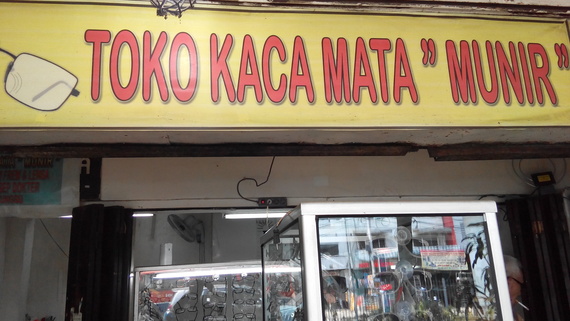 TOKO KACA MATA ” MUNIR ”